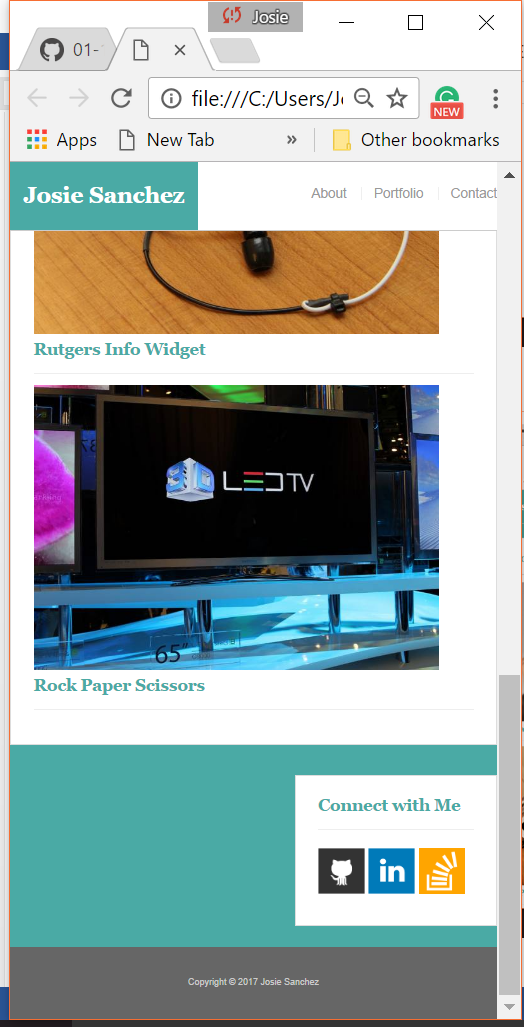 Josie
01-
file:///C:/Users/Jo
NEW
Apps
New Tab
»
Other bookmarks
Josie Sanchez
About
Portfolio
Contact
Rutgers Info Widget
3D LED TV
65"
Rock Paper Scissors
Connect with Me
in
Copyright © 2017 Josie Sanchez